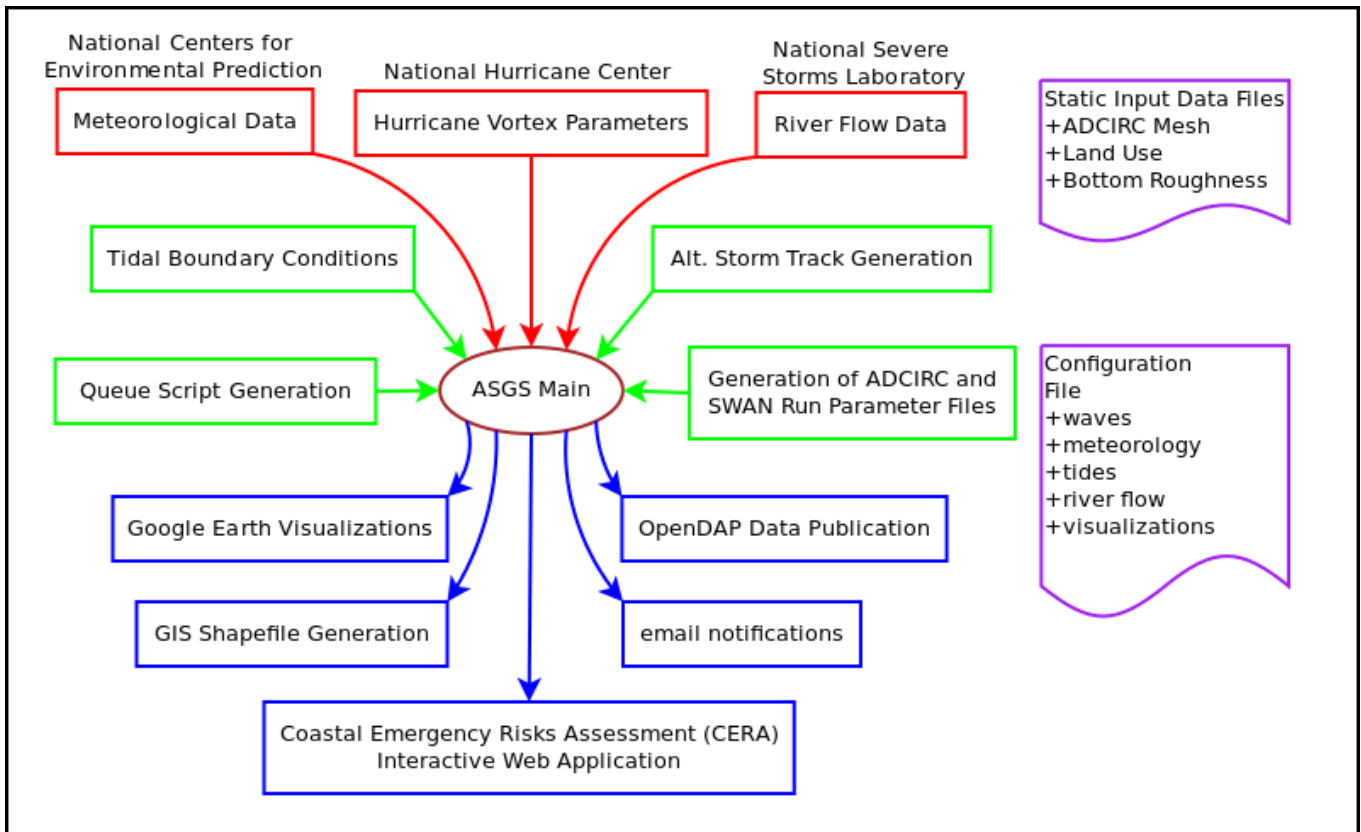 National Centers for
Environmental Prediction
Meteorological Data
National Hurricane Center
Hurricane Vortex Parameters
National Severe
Storms Laboratory
River Flow Data
Static Input Data Files
+ADCIRC Mesh
+Land Use
+Bottom Roughness
Tidal Boundary Conditions
Alt. Storm Track Generation
Queue Script Generation
ASGS Main
Generation of ADCIRC and
SWAN Run Parameter Files
Configuration
File
+waves
+meteorology
+tides
+river flow
+visualizations
Google Earth Visualizations
OpenDAP Data Publication
GIS Shapefile Generation
email notifications
Coastal Emergency Risks Assessment (CERA)
Interactive Web Application